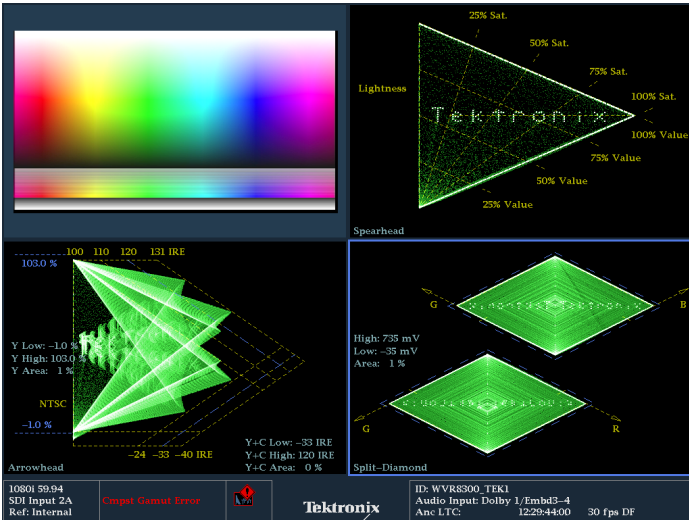 25% Sat.
50% Sat.
75% Sat.
100% Sat.
Lightness
Tektronix
100% Value
75% Value
50% Value
25% Value
Spearhead
100 110 120 131 IRE
103.0 %
Y Low: -1.0 %
Y High: 103.0 %
Y Area: 1 %
NTSC
-1.0 %
-24 -33 -40 IRE
Y+C Low: -33 IRE
Y+C High: 120 IRE
Y+C Area: 0 %
Arrowhead
G
B
High: 735 mV
Low: -35 mV
Area: 1 %
G
R
Split-Diamond
1080i 59.94
SDI Input 2A
Ref: Internal
Cmpst Gamut Error
Tektronix
ID: WVR8300_TEK1
Audio Input: Dolby 1/Embd3-4
Anc LTC: 12:29:44:00 30 fps DF